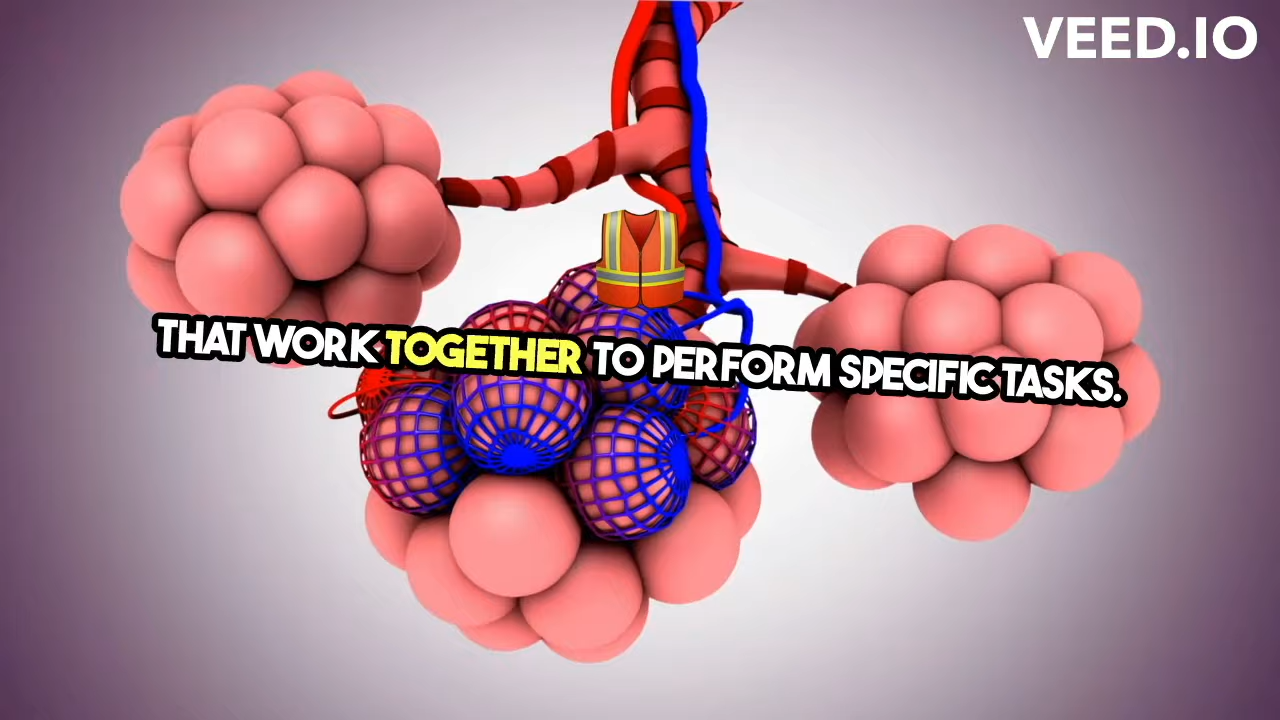 VEED.IO
THAT WORK TOGETHER TO PERFORM SPECIFIC TASKS.